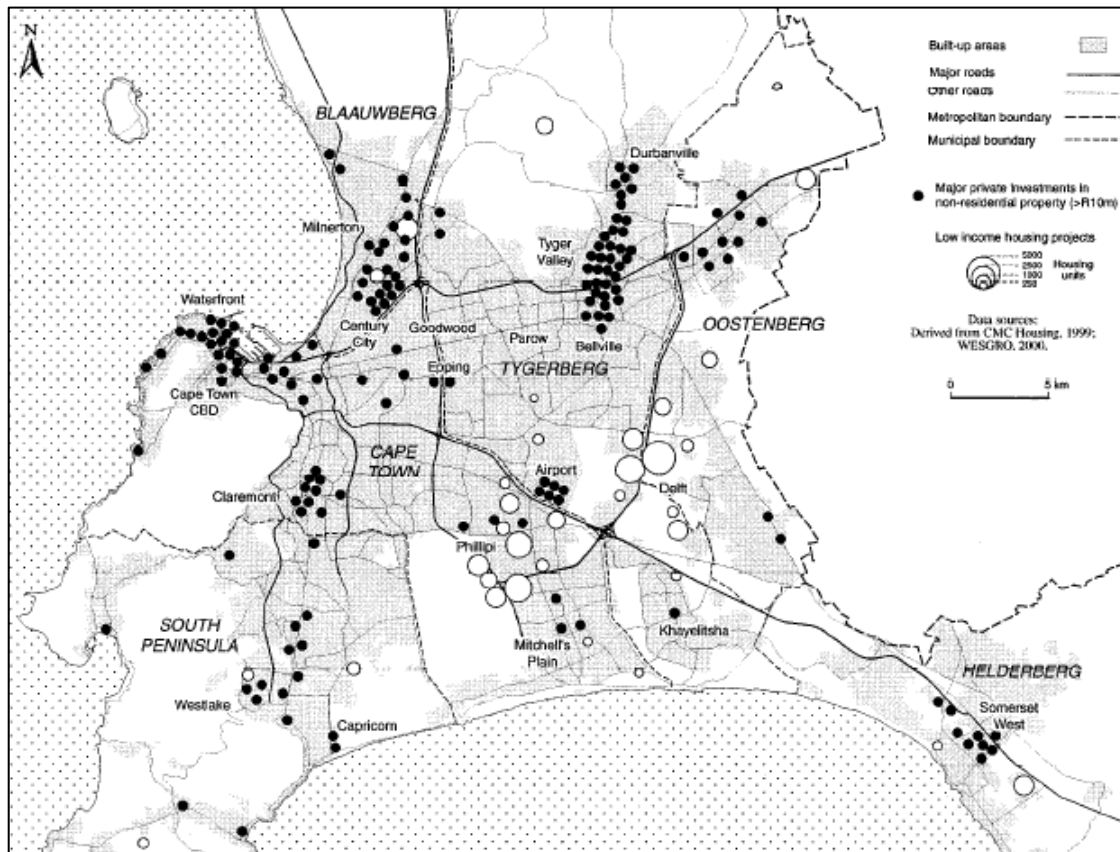 N
BLAAUWBERG
Durbanville
Milnerton
Tyger
Valley
Waterfront
Century
City
Goodwood
Parow
Bellville
OOSTENBERG
Epping
TYGERBERG
Cape Town
CBD
CAPE
TOWN
Airport
Delft
Claremont
Phillipi
SOUTH
PENINSULA
Mitchell's
Plain
Khayelitsha
HELDERBERG
Westlake
Capricorn
Somerset
West
Built-up areas
Major roads
Other roads
Metropolitan boundary
Municipal boundary
Major private Investments in
non-residential property (>R10m)
Low income housing projects
5000
2500
1000
250
Housing
units
Data sources:
Derived from CMC Housing, 1999;
WESGRO, 2000.
0 5 km